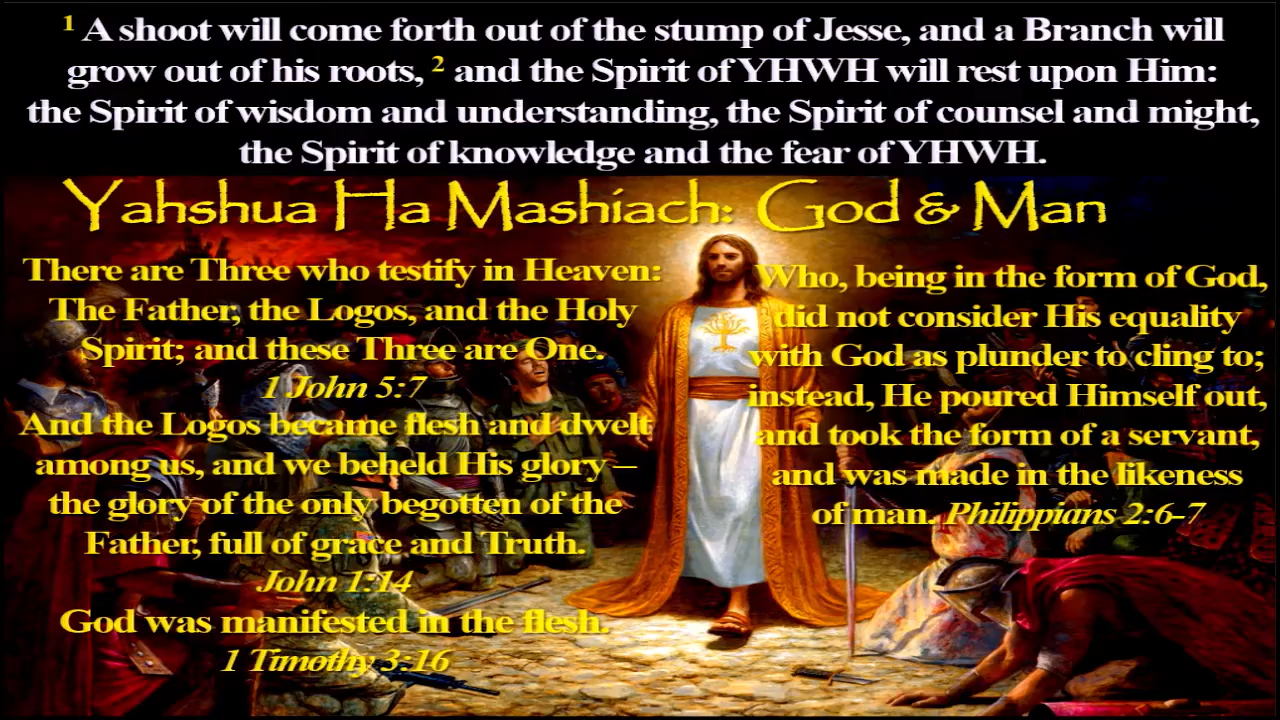 1 A shoot will come forth out of the stump of Jesse, and a Branch will
grow out of his roots, 2 and the Spirit of YHWH will rest upon Him:
the Spirit of wisdom and understanding, the Spirit of counsel and might,
the Spirit of knowledge and the fear of YHWH.
Yahshua Ha Mashiach: God & Man
There are Three who testify in Heaven:
The Father, the Logos, and the Holy
Spirit; and these Three are One.
1 John 5:7
And the Logos became flesh and dwelt
among us, and we beheld His glory –
the glory of the only begotten of the
Father, full of grace and Truth.
John 1:14
God was manifested in the flesh.
1 Timothy 3:16
Who, being in the form of God,
did not consider His equality
with God as plunder to cling to;
instead, He poured Himself out,
and took the form of a servant,
and was made in the likeness
of man. Philippians 2:6-7